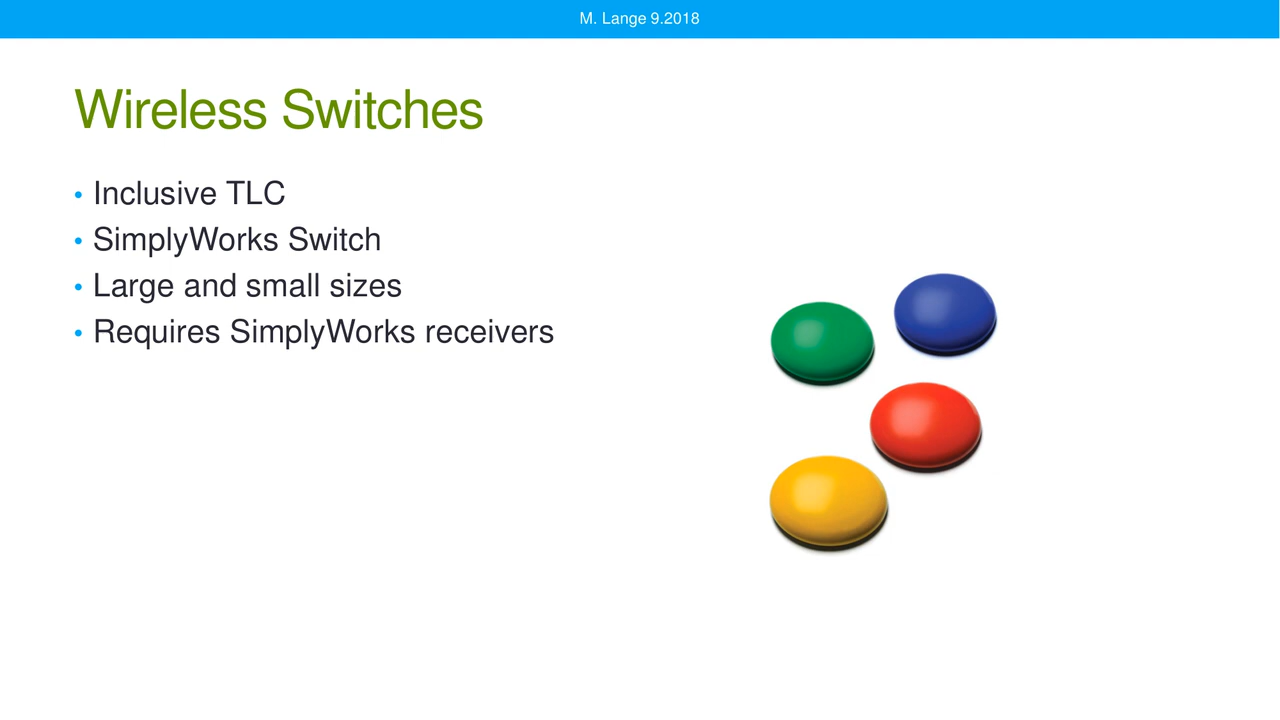 M. Lange 9.2018
Wireless Switches
• Inclusive TLC
• SimplyWorks Switch
• Large and small sizes
• Requires SimplyWorks receivers